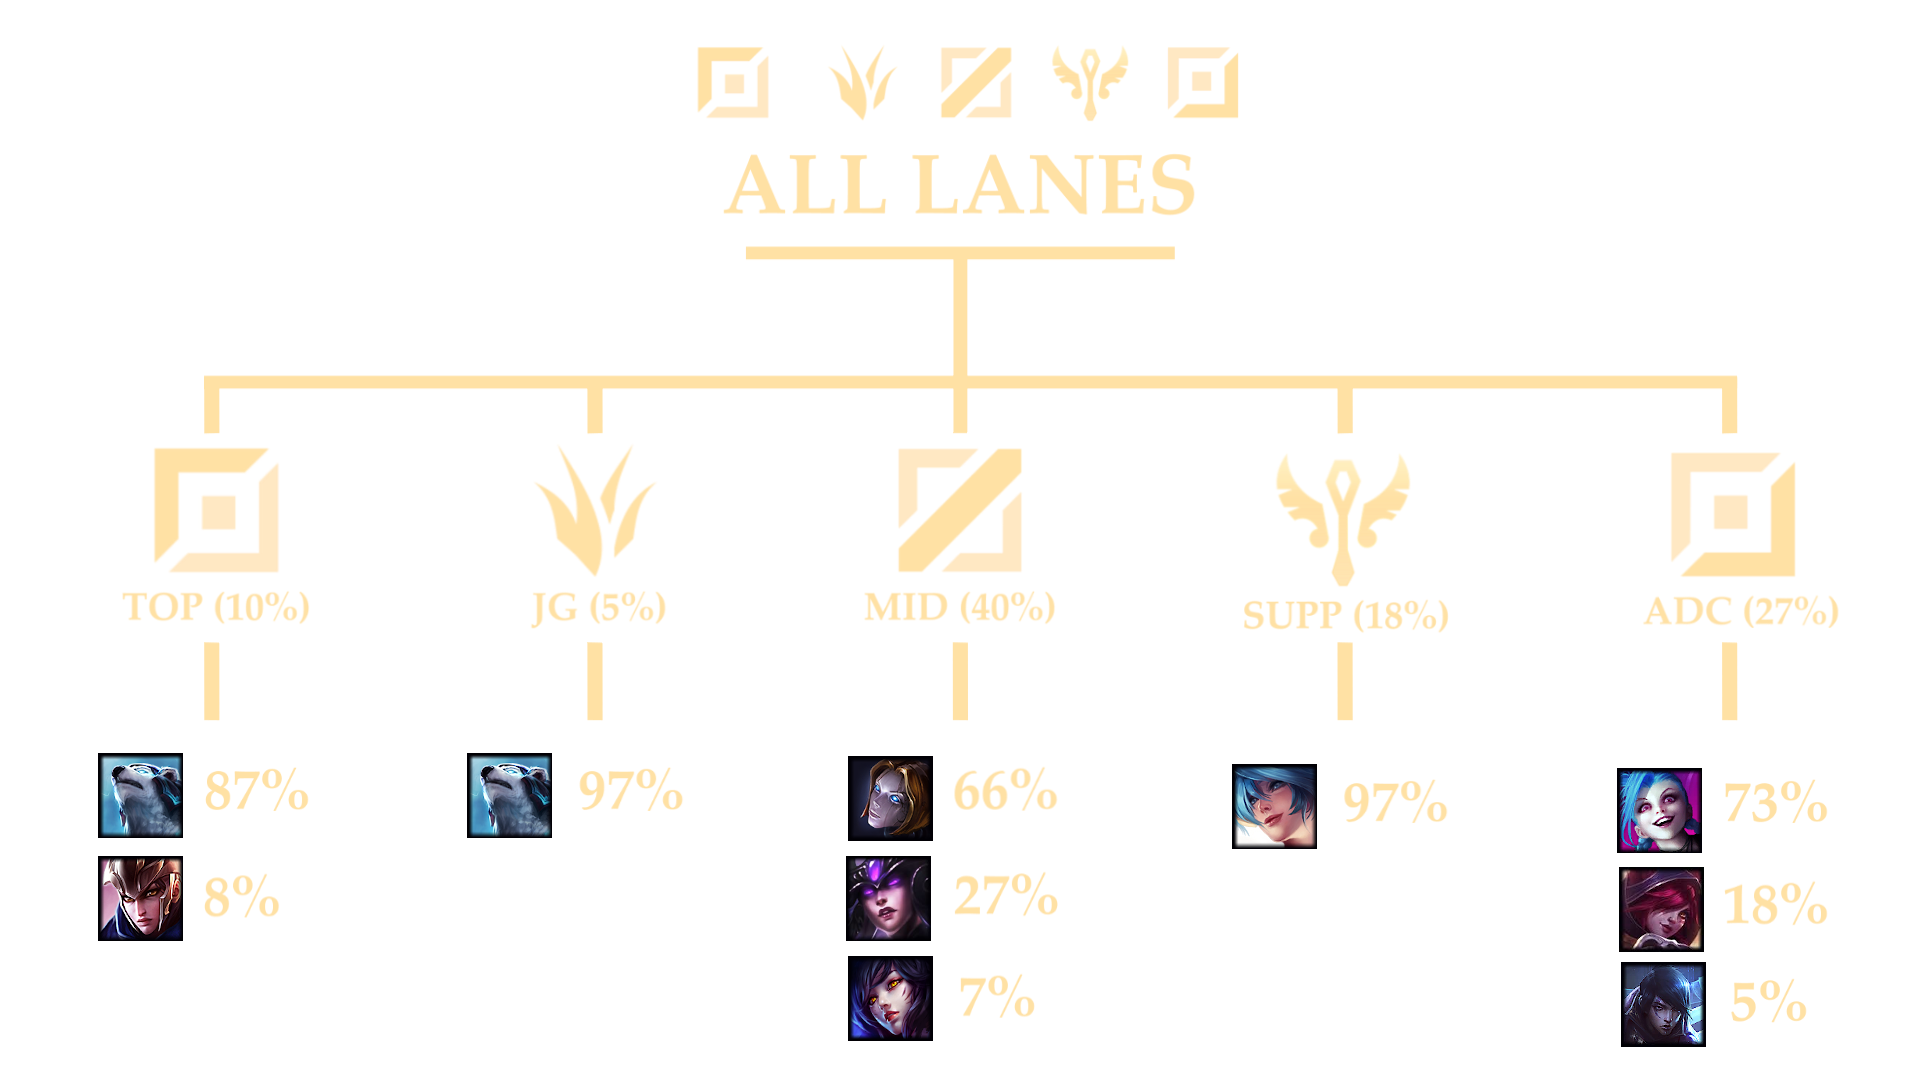 ALL LANES
TOP (10%)
JG (5%)
MID (40%)
SUPP (18%)
ADC (27%)
87%
8%
97%
66%
27%
7%
97%
73%
18%
5%